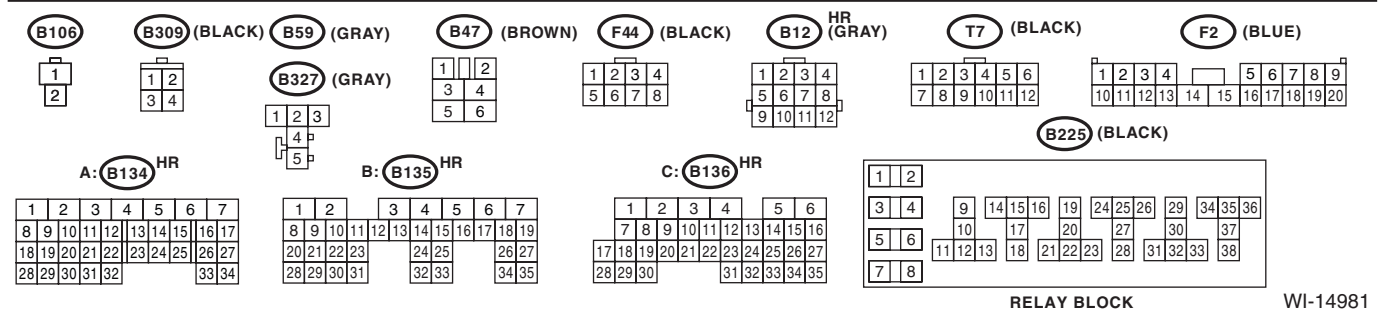 B106 B309 (BLACK) B59 (GRAY) B47 (BROWN) F44 (BLACK) B12 HR (GRAY) T7 (BLACK) F2 (BLUE)
B327 (GRAY)
1
2
1 2
3 4
1 2 3
4
5
1 2
3 4
5 6
1 2 3 4
5 6 7 8
1 2 3 4
5 6 7 8
9 10 11 12
1 2 3 4 5 6
7 8 9 10 11 12
1 2 3 4 5 6 7 8 9
10 11 12 13 14 15 16 17 18 19 20
A: B134 HR
1 2 3 4 5 6 7
8 9 10 11 12 13 14 15 16 17
18 19 20 21 22 23 24 25 26 27
28 29 30 31 32 33 34
B: B135 HR
1 2 3 4 5 6 7
8 9 10 11 12 13 14 15 16 17 18 19
20 21 22 23 24 25 26 27
28 29 30 31 32 33 34 35
C: B136 HR
1 2 3 4 5 6
7 8 9 10 11 12 13 14 15 16
17 18 19 20 21 22 23 24 25 26 27
28 29 30 31 32 33 34 35
B225 (BLACK)
1 2
3 4
5 6
7 8
9 14 15 16 19 24 25 26 29 34 35 36
10 17 20 27 30 37
11 12 13 18 21 22 23 28 31 32 33 38
RELAY BLOCK
WI-14981